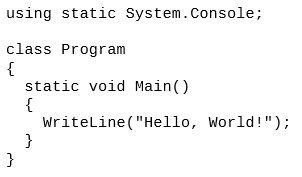 using static System.Console;

class Program
{
  static void Main()
  {
    WriteLine("Hello, World!");
  }
}